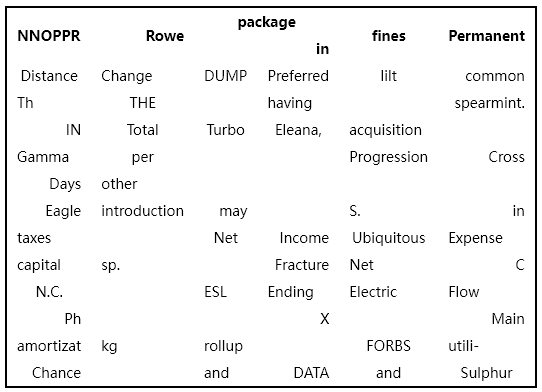 NNOPPR Rowe package in fines Permanent
Distance Change DUMP Preferred lilt common
Th THE having spearmint.
IN Total Turbo Eleana, acquisition
Gamma per Progression Cross
Days other
Eagle introduction may S. in
taxes Net Income Ubiquitous Expense
capital sp. Fracture Net C
N.C. ESL Ending Electric Flow
Ph X Main
amortizat kg rollup FORBS utili-
Chance and DATA and Sulphur